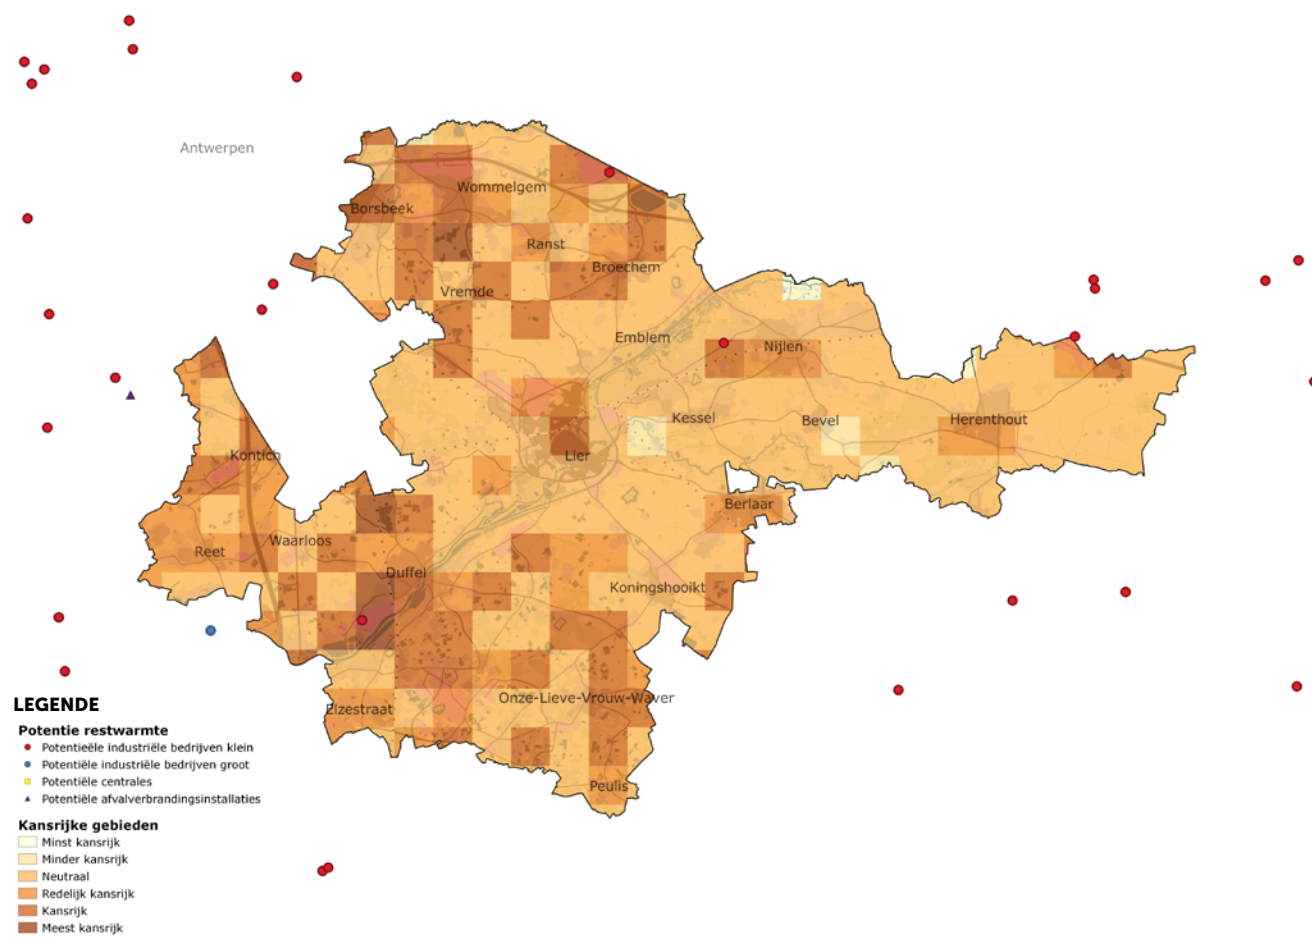 Antwerpen
Wommelgem
Borsbeek
Ranst
Broechem
Vremde
Emblem
Nijlen
Kessel
Bevel
Herenthout
Kontich
Lier
Berlaar
Waarloos
Reet
Duffel
Koningshooikt
Onze-Lieve-Vrouw-Waver
Elzestraat
Peulis
LEGENDE
Potentie restwarmte
Potentieële industriële bedrijven klein
Potentiële industriële bedrijven groot
Potentiële centrales
Potentiële afvalverbrandingsinstallaties
Kansrijke gebieden
Minst kansrijk
Minder kansrijk
Neutraal
Redelijk kansrijk
Kansrijk
Meest kansrijk